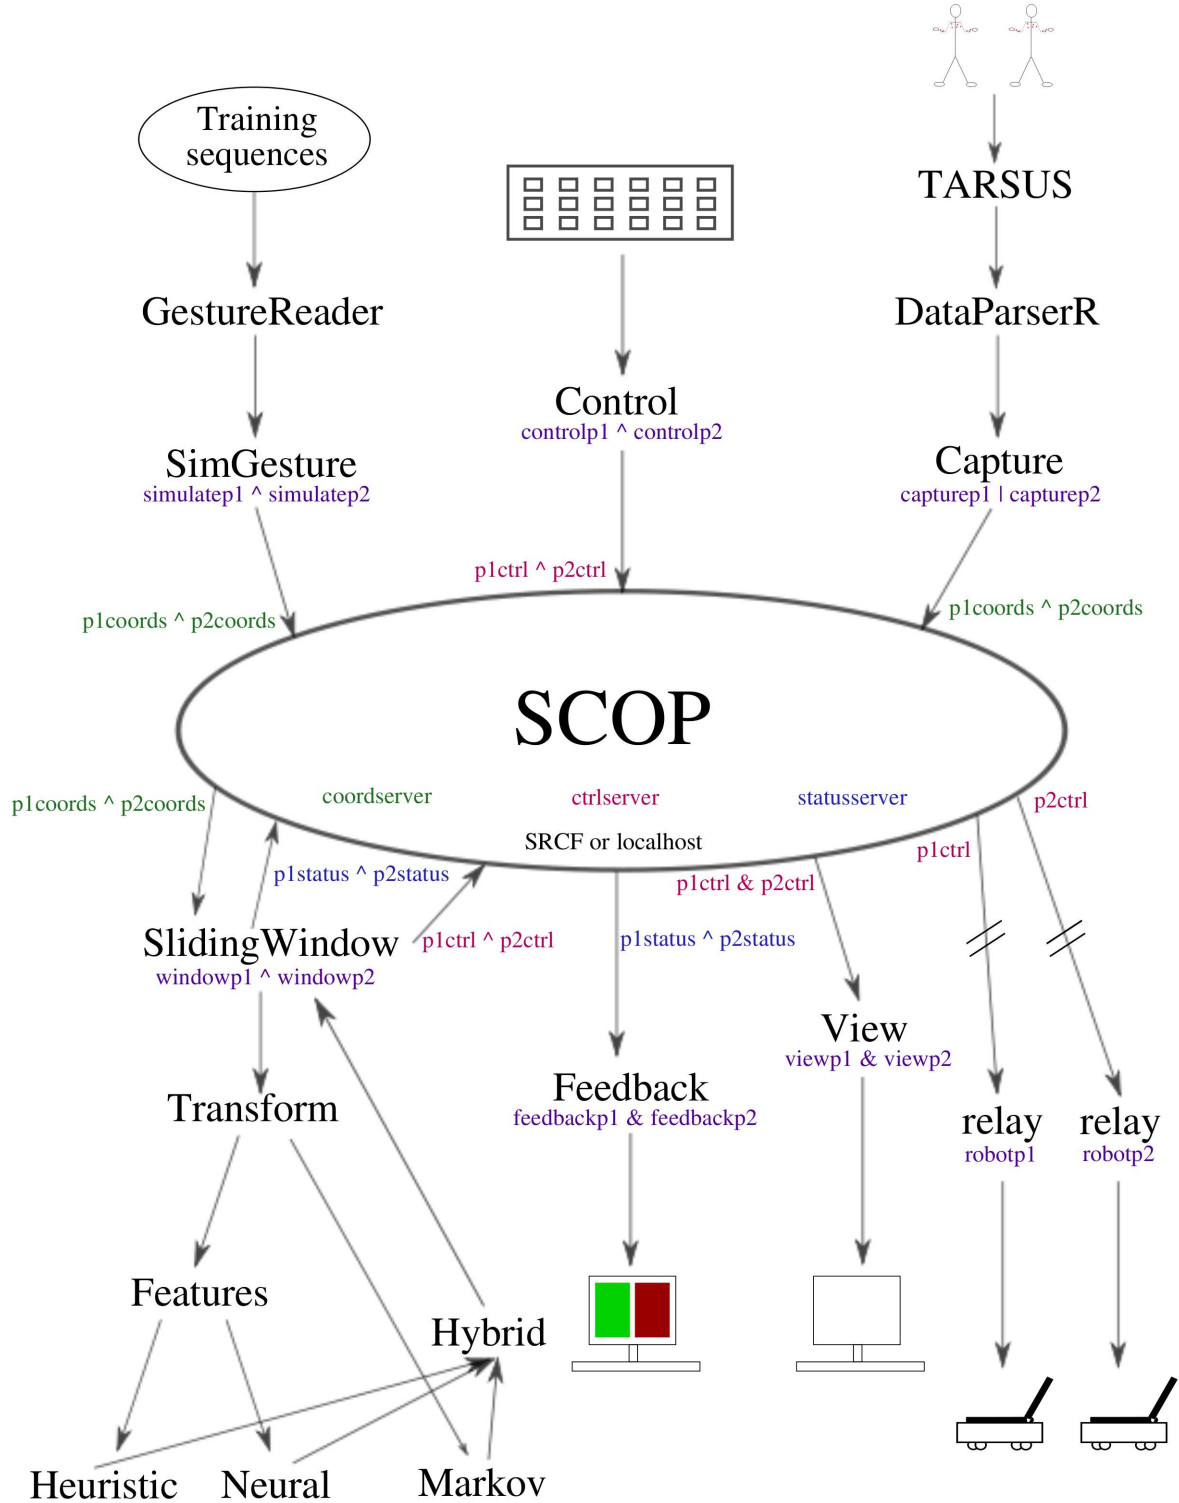 Training
sequences
TARSUS
GestureReader
DataParserR
Control
controlp1 ^ controlp2
SimGesture
simulatep1 ^ simulatep2
Capture
capturep1 | capturep2
p1ctrl ^ p2ctrl
p1coords ^ p2coords
p1coords ^ p2coords
SCOP
p1coords ^ p2coords
coordserver
ctrlserver
statusserver
p2ctrl
SRCF or localhost
p1ctrl
p1status ^ p2status
p1ctrl & p2ctrl
SlidingWindow
windowp1 ^ windowp2
p1ctrl ^ p2ctrl
p1status ^ p2status
View
viewp1 & viewp2
Feedback
feedbackp1 & feedbackp2
Transform
relay
robotp1
relay
robotp2
Features
Hybrid
Heuristic
Neural
Markov